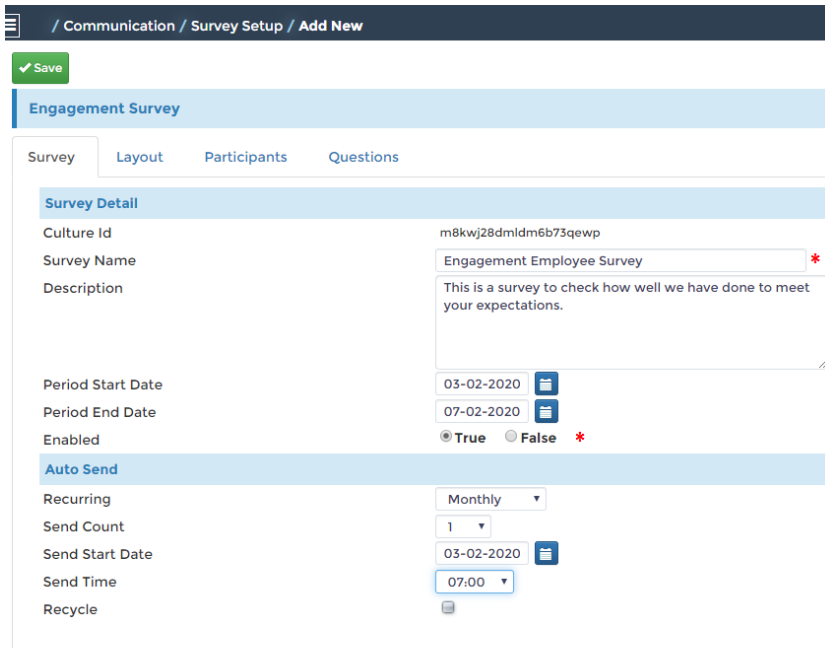 / Communication / Survey Setup / Add New
Save
Engagement Survey
Survey Layout Participants Questions
Survey Detail
Culture Id m8kwj28dmldm6b73qewp
Survey Name Engagement Employee Survey *
Description This is a survey to check how well we have done to meet
your expectations.
Period Start Date 03-02-2020
Period End Date 07-02-2020
Enabled True False *
Auto Send
Recurring Monthly
Send Count 1
Send Start Date 03-02-2020
Send Time 07:00
Recycle